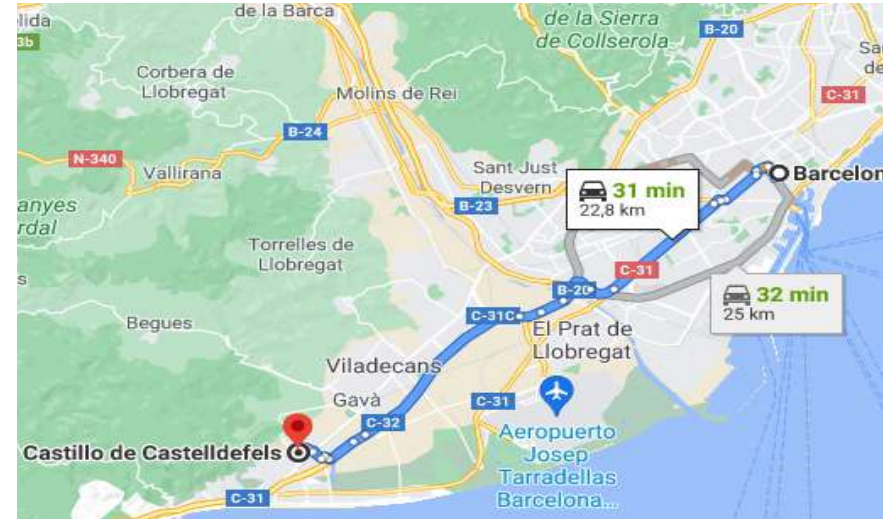 elida
de la Barca
de la Sierra
de Collserola
B-20
3b
Corbera de
Llobregat
Molins de Rei
C-31
B-24
N-340
Vallirana
Sant Just
Desvern
31 min
22,8 km
Barcelon
B-23
Torrelles de
Llobregat
C-31
B-20
32 min
25 km
Begues
C-31C
El Prat de
Llobregat
Viladecans
Gavà
C-31
C-32
Castillo de Castelldefels
Aeropuerto
Josep
Tarradellas
Barcelona...
C-31